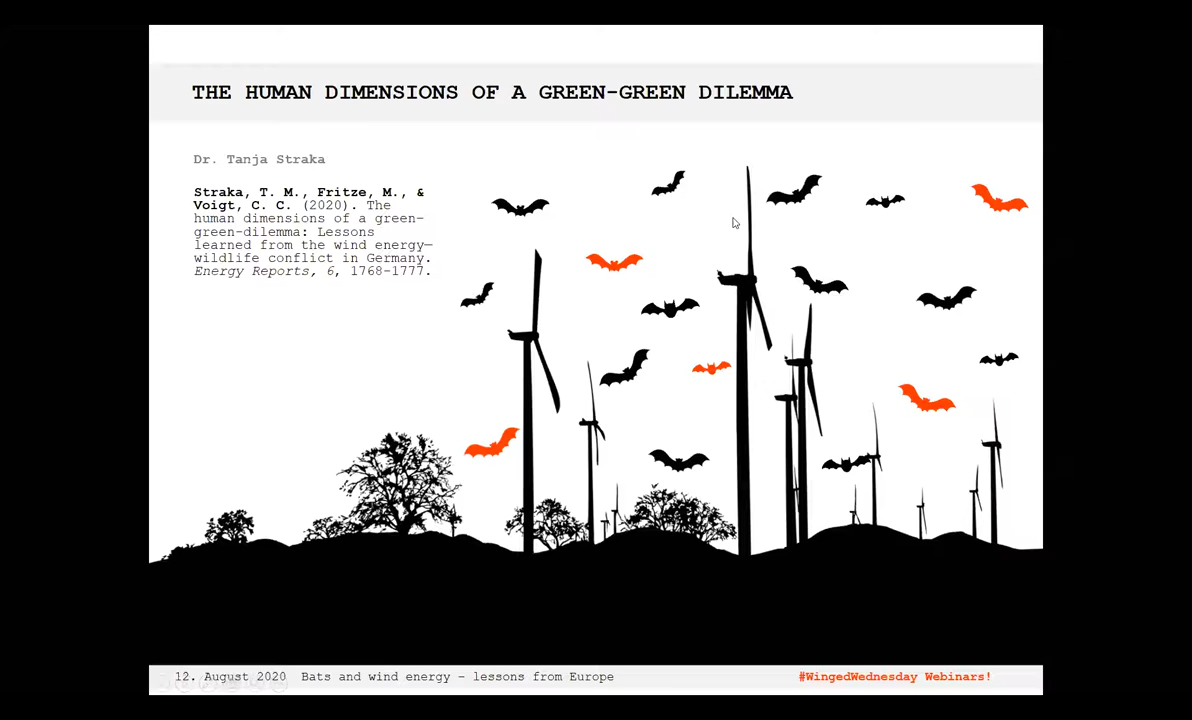 THE HUMAN DIMENSIONS OF A GREEN-GREEN DILEMMA
Dr. Tanja Straka
Straka, T. M., Fritze, M., &
Voigt, C. C. (2020). The
human dimensions of a green-
green-dilemma: Lessons
learned from the wind energy—
wildlife conflict in Germany.
Energy Reports, 6, 1768-1777.
12. August 2020  Bats and wind energy – lessons from Europe
#WingedWednesday Webinars!